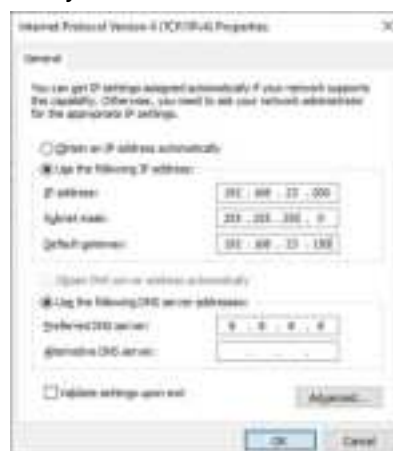 Internet Protocol Version 4 (TCP/IPv4) Properties
General
You can get IP settings assigned automatically if your network supports
this capability. Otherwise, you need to ask your network administrator
for the appropriate IP settings.
Obtain an IP address automatically
Use the following IP address:
IP address:
Subnet mask:
Default gateway:
Obtain DNS server address automatically
Use the following DNS server addresses:
Preferred DNS server:
Alternative DNS server:
Validate settings upon exit
Advanced...
OK
Cancel